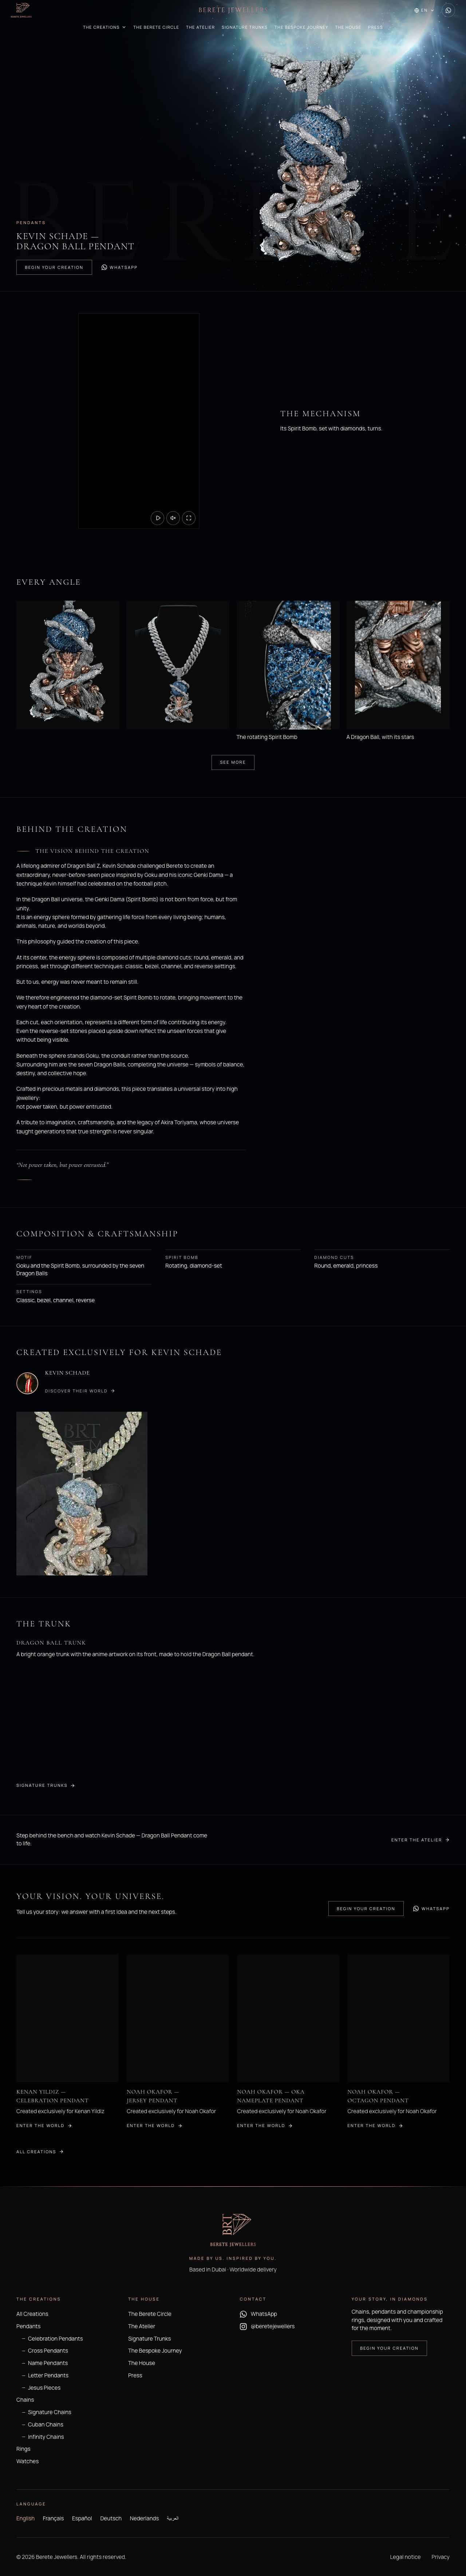 BERETE JEWELLERS
EN
THE CREATIONS
THE BERETE CIRCLE
THE ATELIER
SIGNATURE TRUNKS
THE BESPOKE JOURNEY
THE HOUSE
PRESS
PENDANTS
KEVIN SCHADE —
DRAGON BALL PENDANT
BEGIN YOUR CREATION
WHATSAPP
THE MECHANISM
Its Spirit Bomb, set with diamonds, turns.
EVERY ANGLE
The rotating Spirit Bomb
A Dragon Ball, with its stars
SEE MORE
BEHIND THE CREATION
THE VISION BEHIND THE CREATION
A lifelong admirer of Dragon Ball Z, Kevin Schade challenged Berete to create an
extraordinary, never-before-seen piece inspired by Goku and his iconic Genki Dama — a
technique Kevin himself had celebrated on the football pitch.
In the Dragon Ball universe, the Genki Dama (Spirit Bomb) is not born from force, but from
unity.
It is an energy sphere formed by gathering life force from every living being; humans,
animals, nature, and worlds beyond.
This philosophy guided the creation of this piece.
At its center, the energy sphere is composed of multiple diamond cuts; round, emerald, and
princess, set through different techniques: classic, bezel, channel, and reverse settings.
But to us, energy was never meant to remain still.
We therefore engineered the diamond-set Spirit Bomb to rotate, bringing movement to the
very heart of the creation.
Each cut, each orientation, represents a different form of life contributing its energy.
Even the reverse-set stones placed upside down reflect the unseen forces that give
without being visible.
Beneath the sphere stands Goku, the conduit rather than the source.
Surrounding him are the seven Dragon Balls, completing the universe — symbols of balance,
destiny, and collective hope.
Crafted in precious metals and diamonds, this piece translates a universal story into high
jewellery:
not power taken, but power entrusted.
A tribute to imagination, craftsmanship, and the legacy of Akira Toriyama, whose universe
taught generations that true strength is never singular.
“Not power taken, but power entrusted.”
COMPOSITION & CRAFTSMANSHIP
MOTIF
Goku and the Spirit Bomb, surrounded by the seven
Dragon Balls
SPIRIT BOMB
Rotating, diamond-set
DIAMOND CUTS
Round, emerald, princess
SETTINGS
Classic, bezel, channel, reverse
CREATED EXCLUSIVELY FOR KEVIN SCHADE
KEVIN SCHADE
DISCOVER THEIR WORLD →
THE TRUNK
DRAGON BALL TRUNK
A bright orange trunk with the anime artwork on its front, made to hold the Dragon Ball pendant.
SIGNATURE TRUNKS →
Step behind the bench and watch Kevin Schade — Dragon Ball Pendant come
to life.
ENTER THE ATELIER →
YOUR VISION. YOUR UNIVERSE.
Tell us your story: we answer with a first idea and the next steps.
BEGIN YOUR CREATION
WHATSAPP
KENAN YILDIZ —
CELEBRATION PENDANT
Created exclusively for Kenan Yildiz
ENTER THE WORLD →
NOAH OKAFOR —
JERSEY PENDANT
Created exclusively for Noah Okafor
ENTER THE WORLD →
NOAH OKAFOR — OKA
NAMEPLATE PENDANT
Created exclusively for Noah Okafor
ENTER THE WORLD →
NOAH OKAFOR —
OCTAGON PENDANT
Created exclusively for Noah Okafor
ENTER THE WORLD →
ALL CREATIONS →
BRT
BERETE JEWELLERS
MADE BY US, INSPIRED BY YOU.
Based in Dubai · Worldwide delivery
THE CREATIONS
All Creations
Pendants
— Celebration Pendants
— Cross Pendants
— Name Pendants
— Letter Pendants
— Jesus Pieces
Chains
— Signature Chains
— Cuban Chains
— Infinity Chains
Rings
Watches
THE HOUSE
The Berete Circle
The Atelier
Signature Trunks
The Bespoke Journey
The House
Press
CONTACT
WhatsApp
@beretejewellers
YOUR STORY, IN DIAMONDS
Chains, pendants and championship
rings, designed with you and crafted
for the moment.
BEGIN YOUR CREATION
LANGUAGE
English
Français
Español
Deutsch
Nederlands
العربية
© 2026 Berete Jewellers. All rights reserved.
Legal notice
Privacy